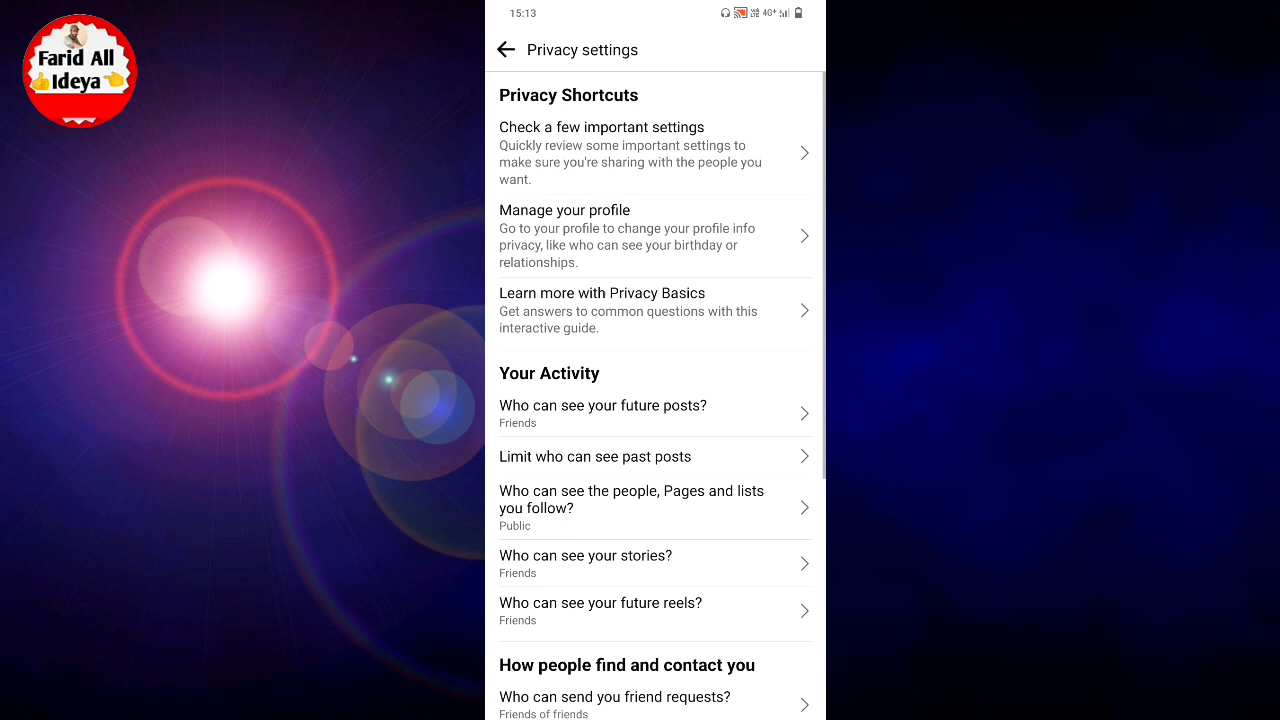 Farid All
Ideya
15:13
Vo LTE 4G+
Privacy settings
Privacy Shortcuts
Check a few important settings
Quickly review some important settings to
make sure you're sharing with the people you
want.
Manage your profile
Go to your profile to change your profile info
privacy, like who can see your birthday or
relationships.
Learn more with Privacy Basics
Get answers to common questions with this
interactive guide.
Your Activity
Who can see your future posts?
Friends
Limit who can see past posts
Who can see the people, Pages and lists
you follow?
Public
Who can see your stories?
Friends
Who can see your future reels?
Friends
How people find and contact you
Who can send you friend requests?
Friends of friends